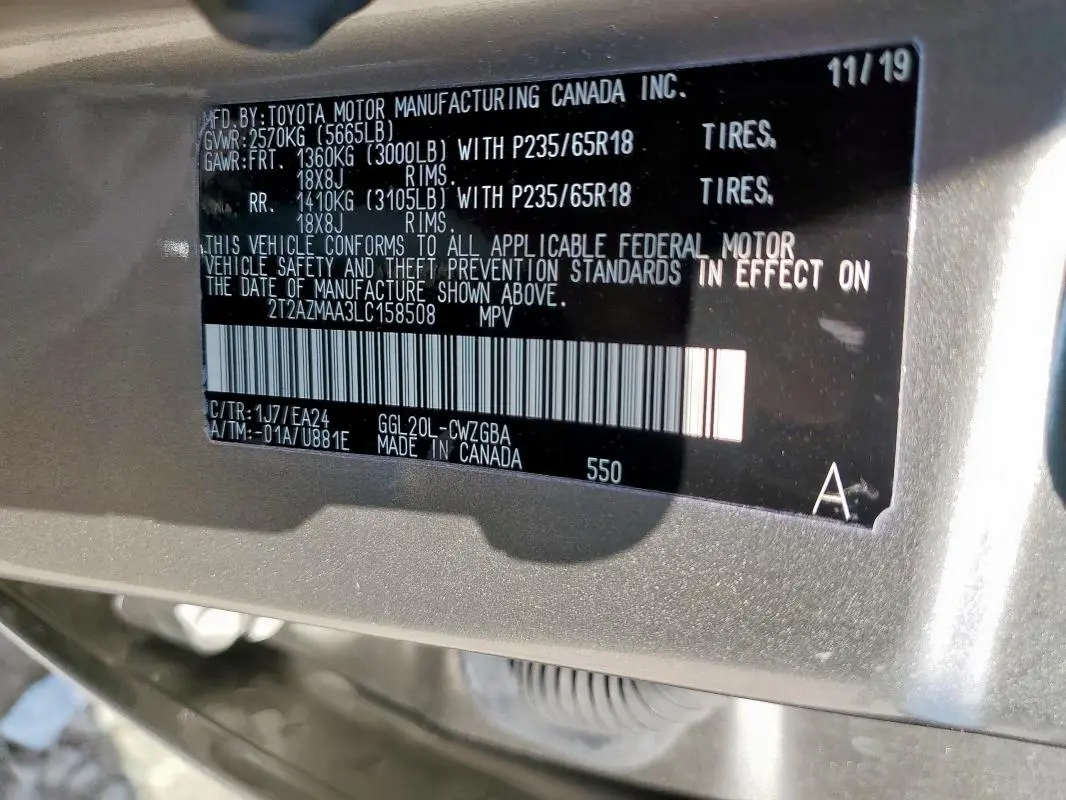 11/19
MFD. BY: TOYOTA MOTOR MANUFACTURING CANADA INC.
GVWR: 2570KG (5665LB)
GAWR: FRT. 1360KG (3000LB) WITH P235/65R18 TIRES,
18X8J RIMS.
RR. 1410KG (3105LB) WITH P235/65R18 TIRES,
18X8J RIMS.
THIS VEHICLE CONFORMS TO ALL APPLICABLE FEDERAL MOTOR
VEHICLE SAFETY AND THEFT PREVENTION STANDARDS IN EFFECT ON
THE DATE OF MANUFACTURE SHOWN ABOVE.
2T2AZMAA3LC158508 MPV
C/TR: 1J7/EA24 GGL20L-CWZGBA
A/TM: -01A/U881E MADE IN CANADA 550
A